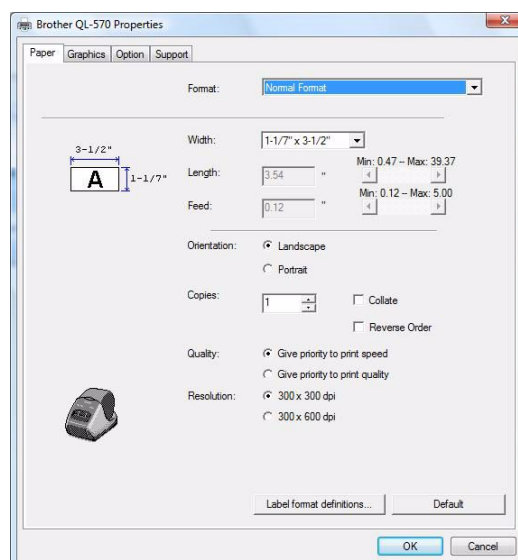 Brother QL-570 Properties
Paper Graphics Option Support
Format: Normal Format
Width: 1-1/7" x 3-1/2"
3-1/2"
A 1-1/7"
Min: 0.47 – Max: 39.37
Length: 3.54 "
Min: 0.12 – Max: 5.00
Feed: 0.12 "
Orientation: Landscape
Portrait
Copies: 1 Collate
Reverse Order
Quality: Give priority to print speed
Give priority to print quality
Resolution: 300 x 300 dpi
300 x 600 dpi
Label format definitions... Default
OK Cancel